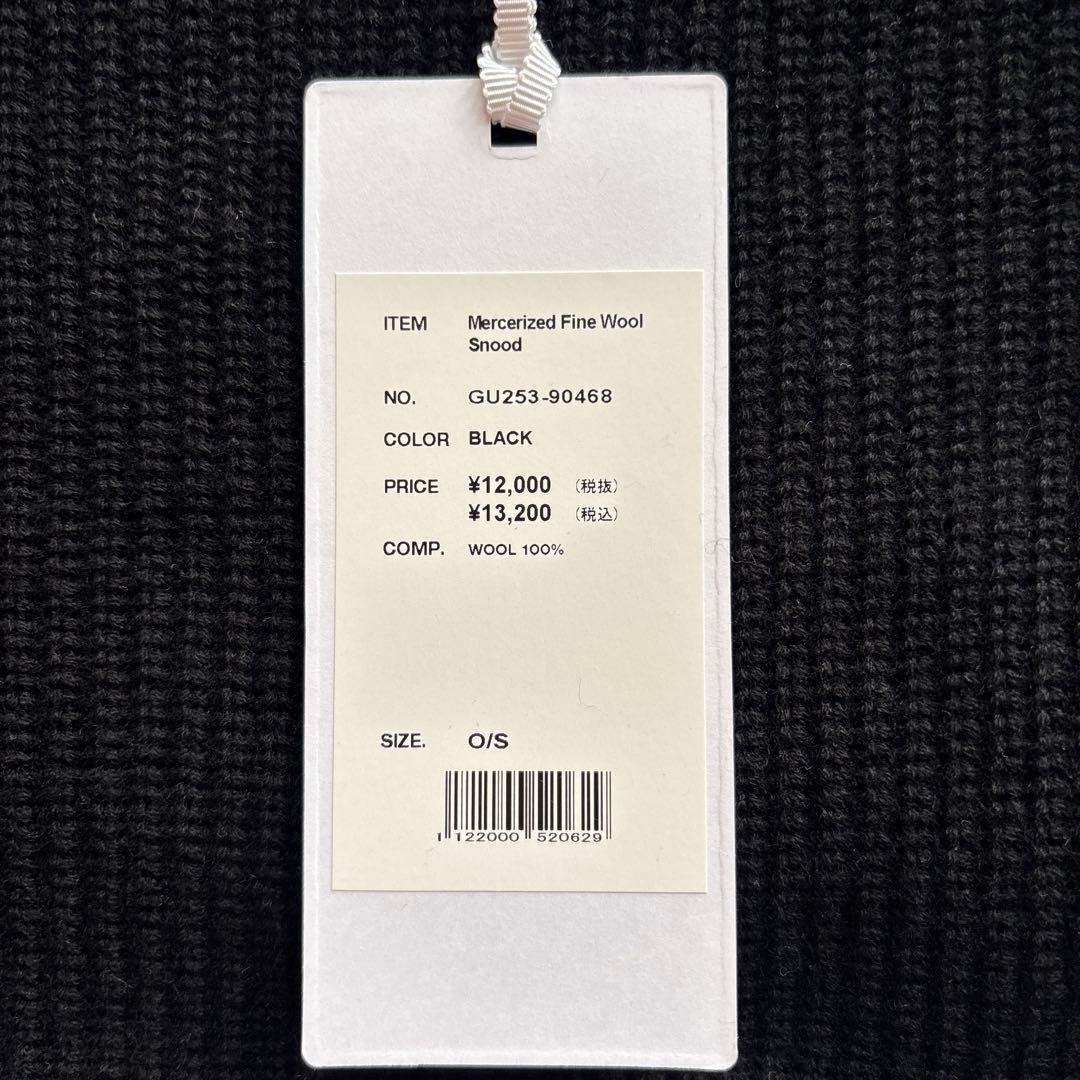 ITEM Mercerized Fine Wool
Snood
NO. GU253-90468
COLOR BLACK
PRICE ¥12,000 (税抜)
¥13,200 (税込)
COMP. WOOL 100%
SIZE. O/S
1 122000 520629